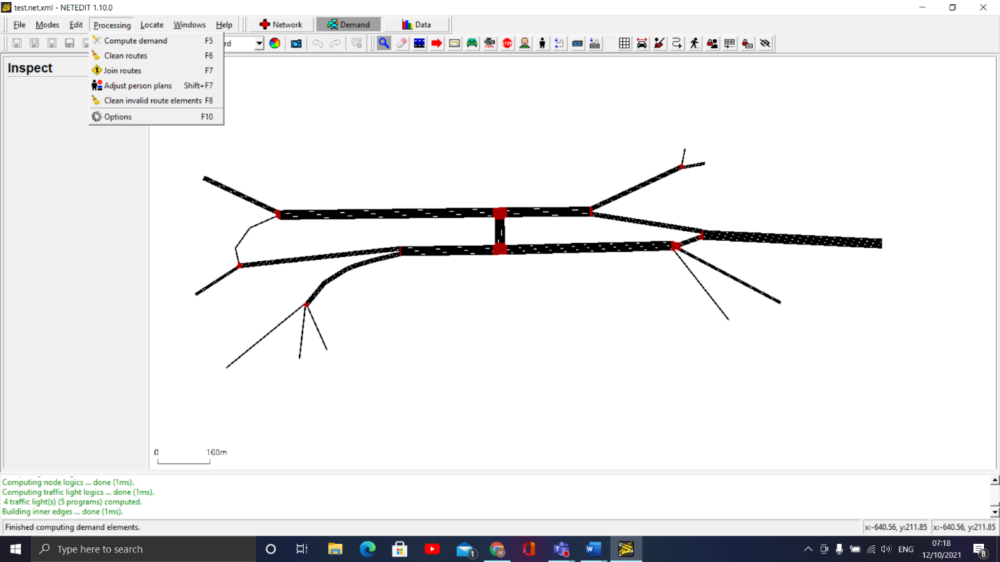 test.net.xml - NETEDIT 1.10.0
File Modes Edit Processing Locate Windows Help Network Demand Data
rd
Compute demand F5
Clean routes F6
Join routes F7
Adjust person plans Shift+F7
Clean invalid route elements F8
Options F10
Inspect
STOP
0 100m
Computing node logics ... done (1ms).
Computing traffic light logics ... done (1ms).
4 traffic light(s) (5 programs) computed.
Building inner edges ... done (1ms).
Finished computing demand elements.
x:-640.56, y:211.85 x:-640.56, y:211.85
Type here to search
1
H
W
ENG
07:18
12/10/2021
8